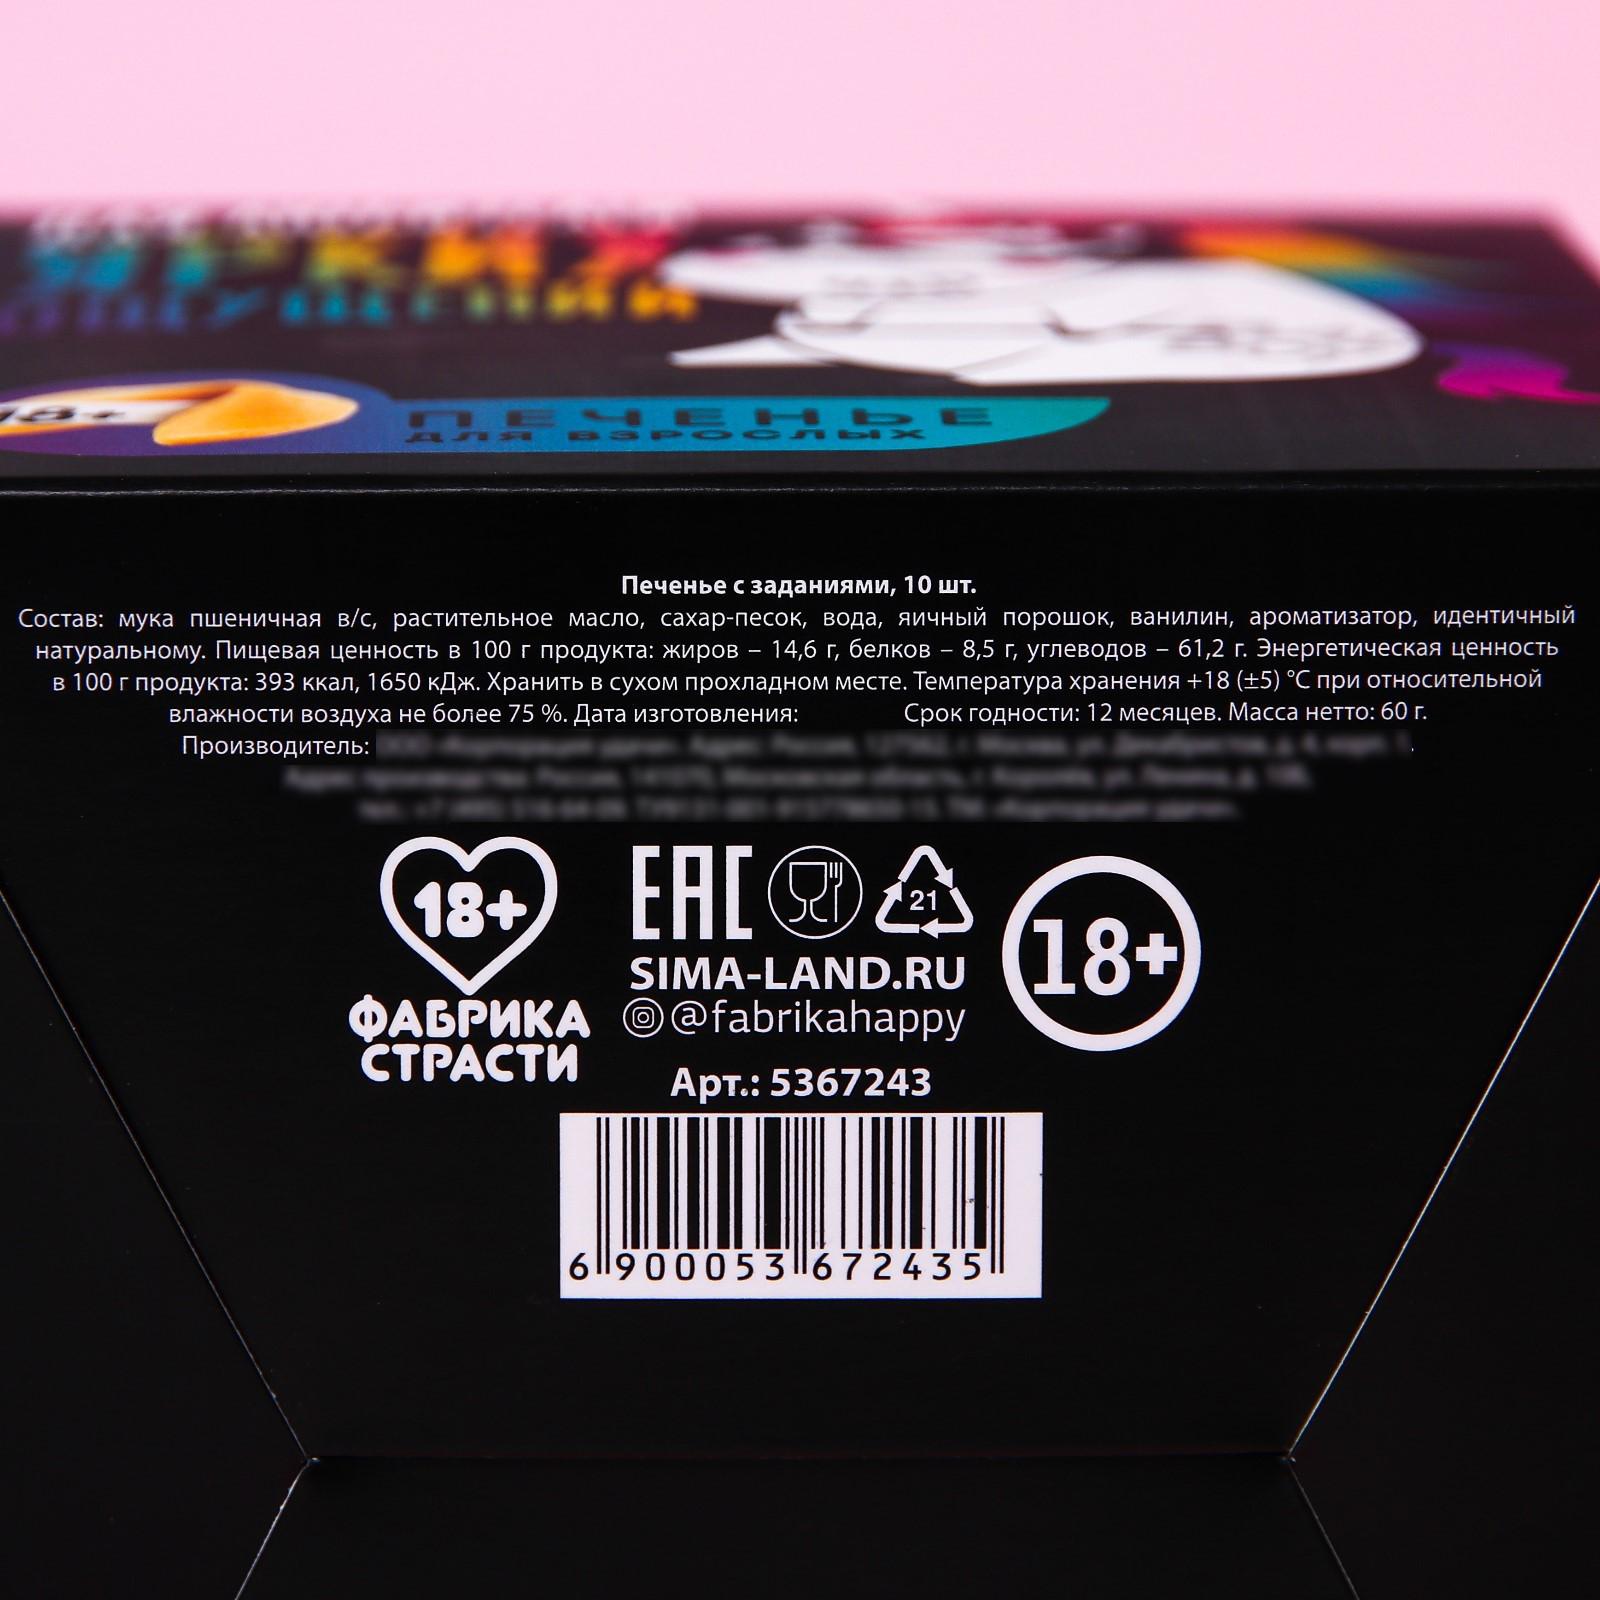 ЯРКИХ
ОЩУЩЕНИЙ
18+
ПЕЧЕНЬЕ
ДЛЯ ВЗРОСЛЫХ
Печенье с заданиями, 10 шт.
Состав: мука пшеничная в/с, растительное масло, сахар-песок, вода, яичный порошок, ванилин, ароматизатор, идентичный
натуральному. Пищевая ценность в 100 г продукта: жиров – 14,6 г, белков – 8,5 г, углеводов – 61,2 г. Энергетическая ценность
в 100 г продукта: 393 ккал, 1650 кДж. Хранить в сухом прохладном месте. Температура хранения +18 (±5) °С при относительной
влажности воздуха не более 75 %. Дата изготовления: Срок годности: 12 месяцев. Масса нетто: 60 г.
Производитель:
18+
ФАБРИКА
СТРАСТИ
EAC
21
SIMA-LAND.RU
@fabrikahappy
18+
Арт.: 5367243
6 900053 672435